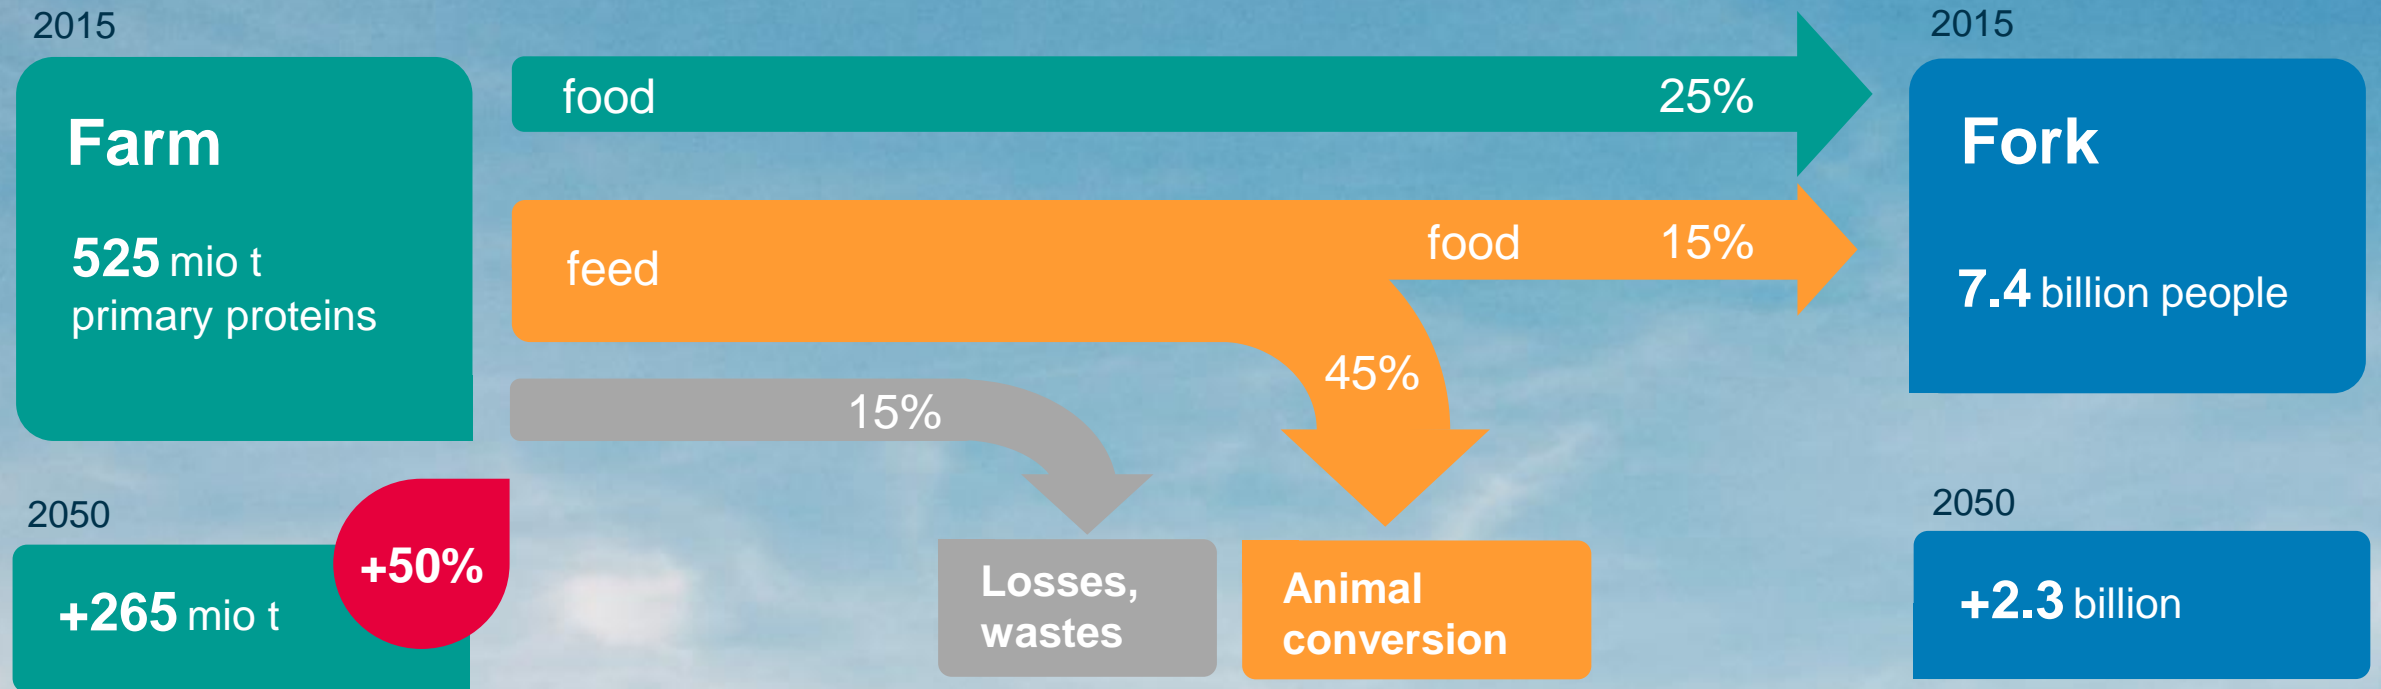 2015
Farm
525 mio t
primary proteins
food 25%
feed
food 15%
45%
15%
Losses,
wastes
Animal
conversion
2015
Fork
7.4 billion people
2050
+50%
+265 mio t
2050
+2.3 billion